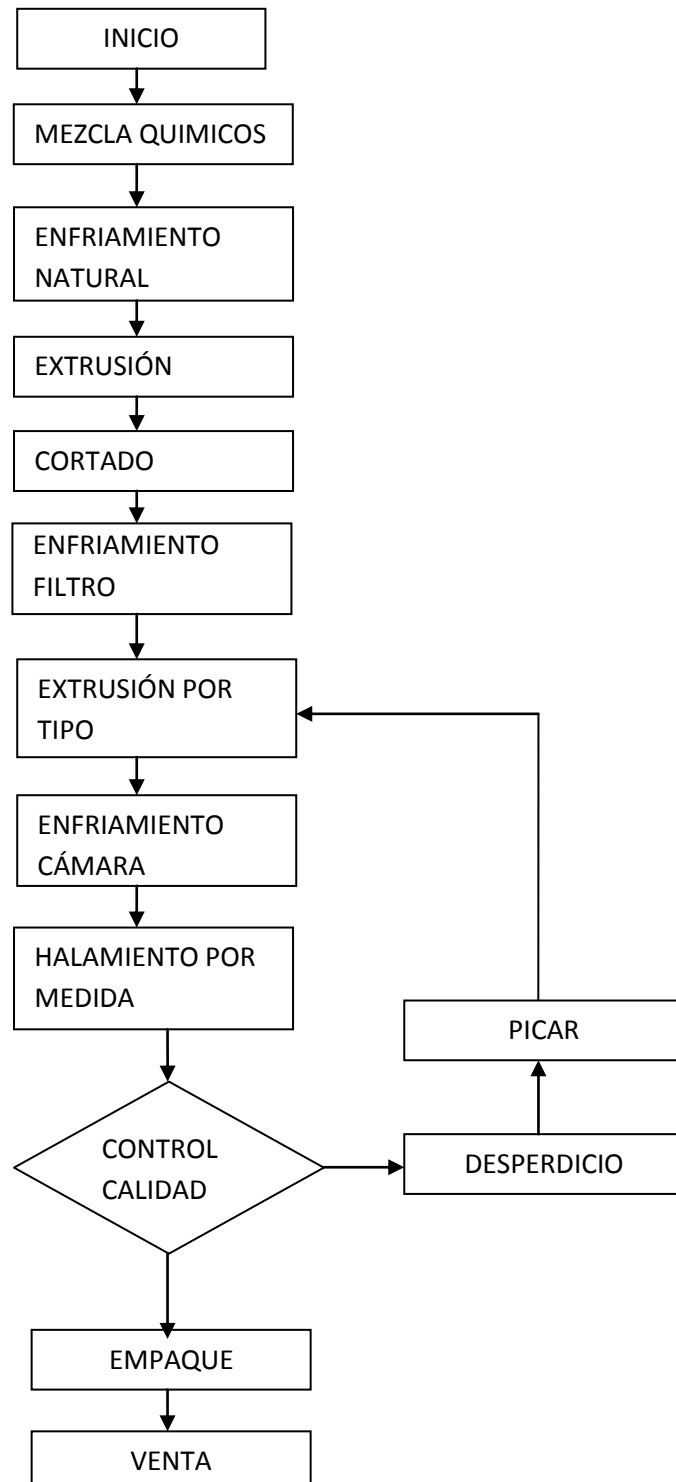 INICIO
MEZCLA QUIMICOS
ENFRIAMIENTO
NATURAL
EXTRUSIÓN
CORTADO
ENFRIAMIENTO
FILTRO
EXTRUSIÓN POR
TIPO
ENFRIAMIENTO
CÁMARA
HALAMIENTO POR
MEDIDA
PICAR
CONTROL
CALIDAD
DESPERDICIO
EMPAQUE
VENTA